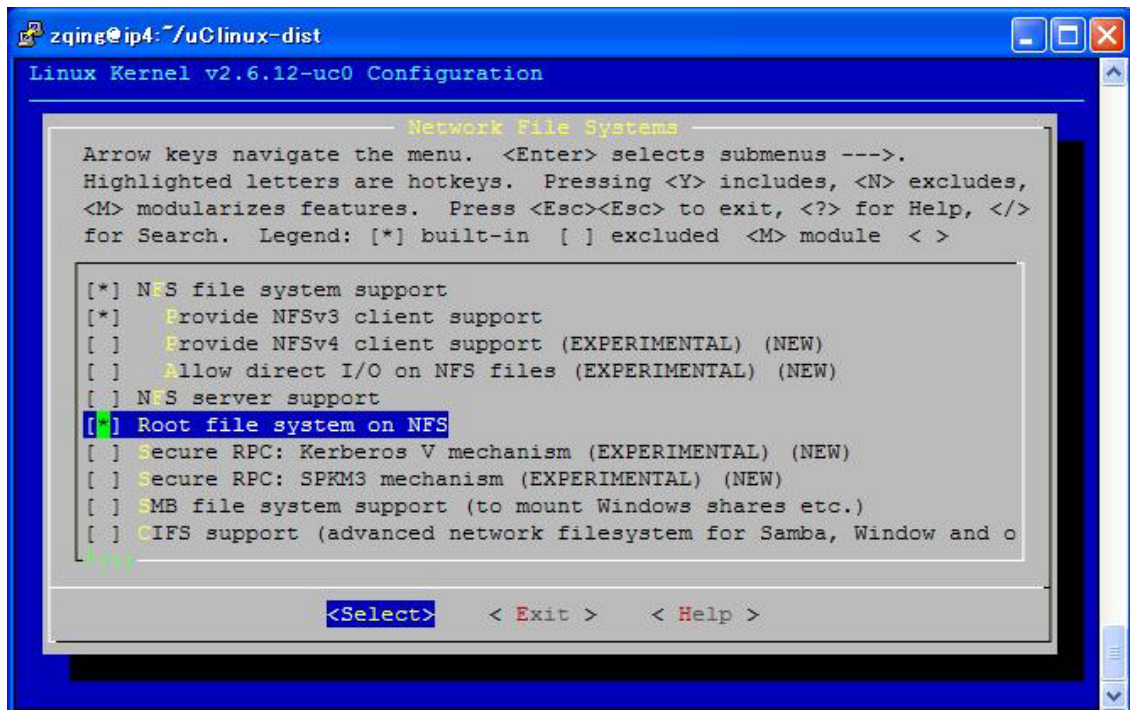 zqing@ip4:~/uClinux-dist
Linux Kernel v2.6.12-uc0 Configuration
Network File Systems
Arrow keys navigate the menu. <Enter> selects submenus --->.
Highlighted letters are hotkeys. Pressing <Y> includes, <N> excludes,
<M> modularizes features. Press <Esc><Esc> to exit, <?> for Help, </>
for Search. Legend: [*] built-in [ ] excluded <M> module < >
[*] NFS file system support
[*] Provide NFSv3 client support
[ ] Provide NFSv4 client support (EXPERIMENTAL) (NEW)
[ ] Allow direct I/O on NFS files (EXPERIMENTAL) (NEW)
[ ] NFS server support
[*] Root file system on NFS
[ ] Secure RPC: Kerberos V mechanism (EXPERIMENTAL) (NEW)
[ ] Secure RPC: SPKM3 mechanism (EXPERIMENTAL) (NEW)
[ ] SMB file system support (to mount Windows shares etc.)
[ ] CIFS support (advanced network filesystem for Samba, Window and o
<Select> < Exit > < Help >